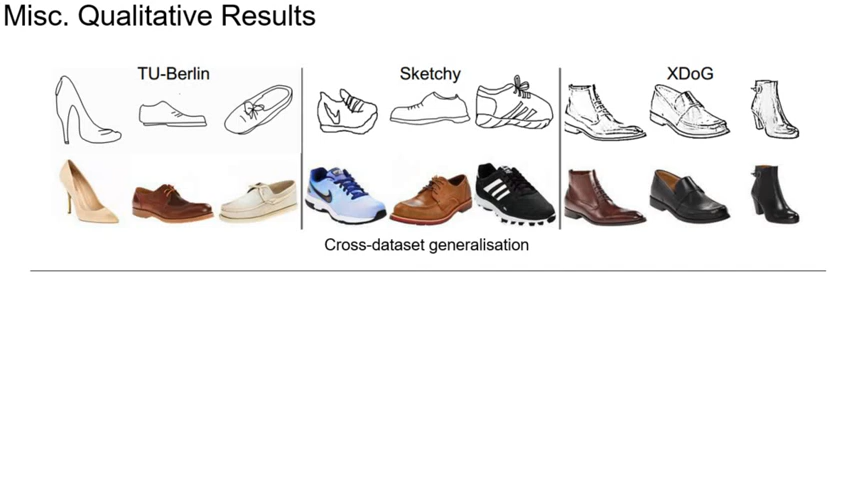 Misc. Qualitative Results
TU-Berlin
Sketchy
XDoG
Cross-dataset generalisation